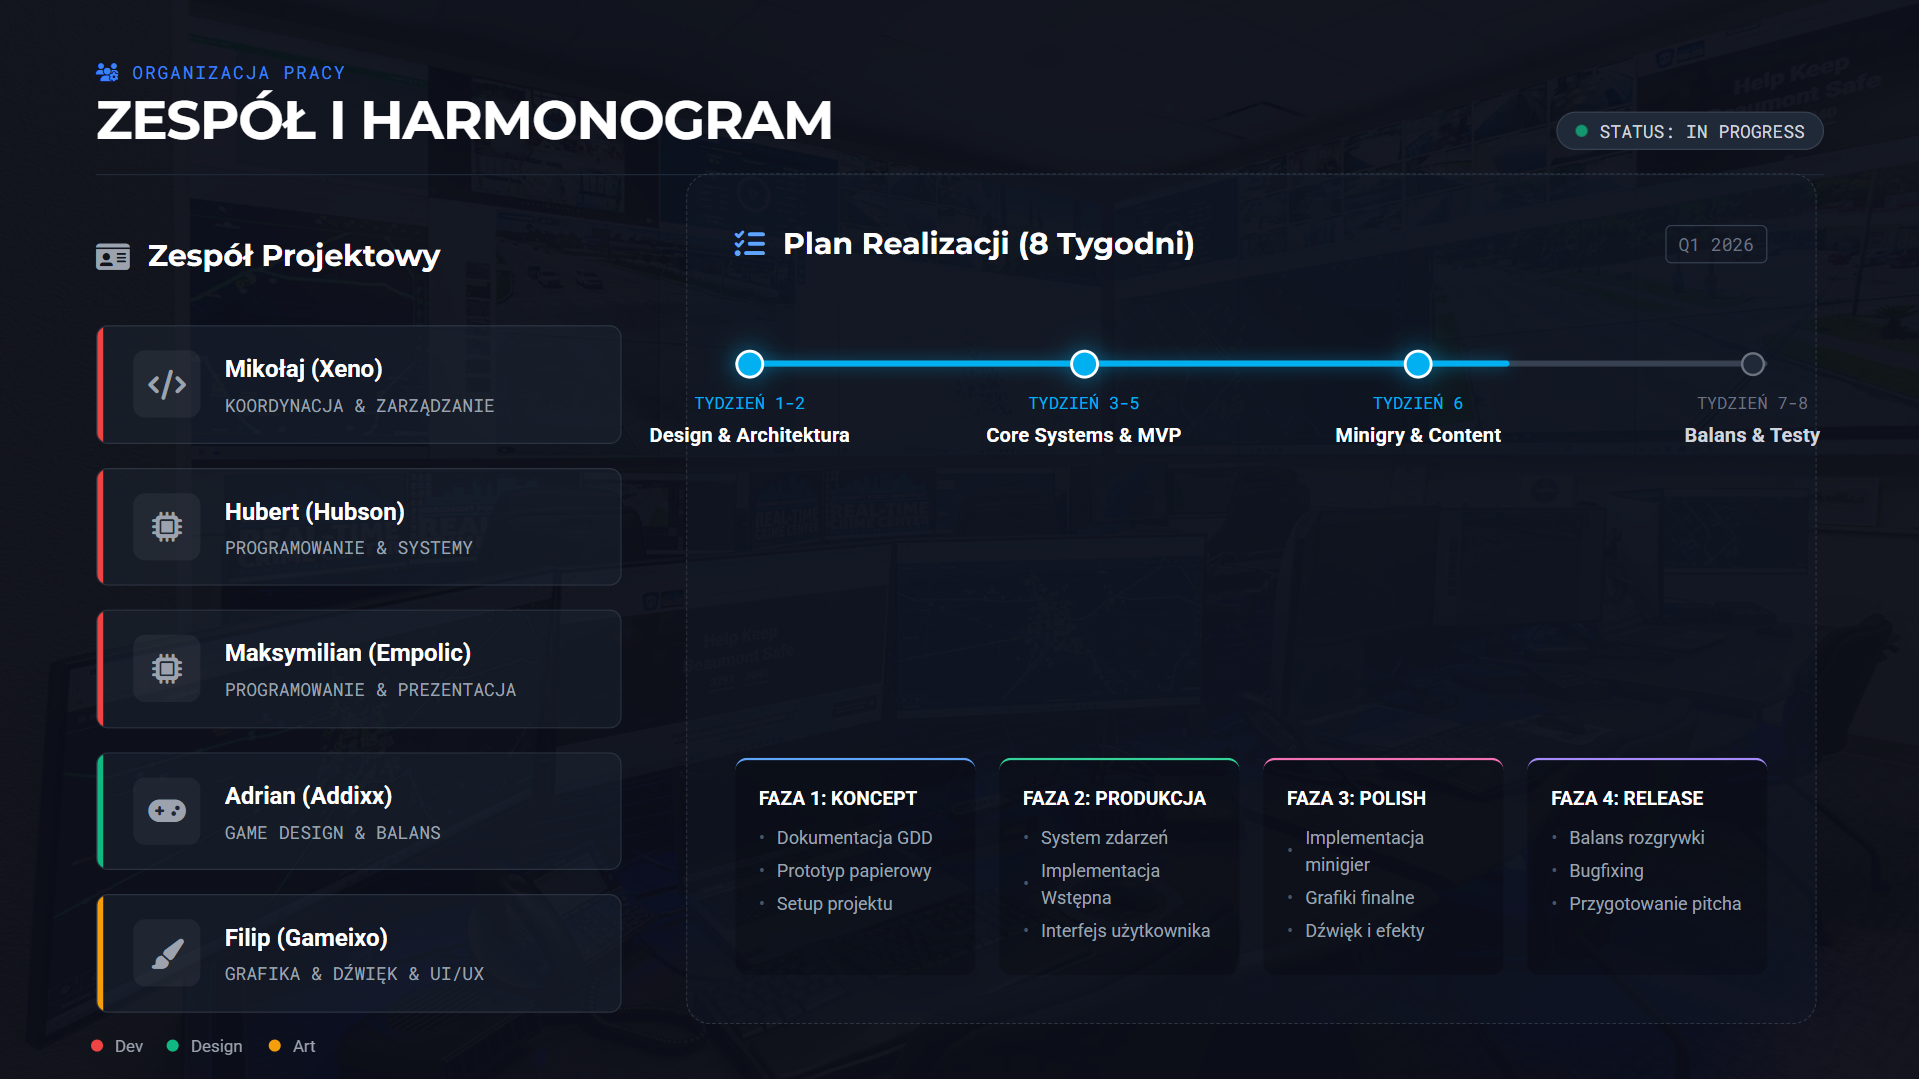 ORGANIZACJA PRACY
ZESPÓŁ I HARMONOGRAM
STATUS: IN PROGRESS
Zespół Projektowy
Mikołaj (Xeno)
KOORDYNACJA & ZARZĄDZANIE
Hubert (Hubson)
PROGRAMOWANIE & SYSTEMY
Maksymilian (Empolic)
PROGRAMOWANIE & PREZENTACJA
Adrian (Addixx)
GAME DESIGN & BALANS
Filip (Gameixo)
GRAFIKA & DŹWIĘK & UI/UX
Dev
Design
Art
Plan Realizacji (8 Tygodni)
Q1 2026
TYDZIEŃ 1-2
Design & Architektura
TYDZIEŃ 3-5
Core Systems & MVP
TYDZIEŃ 6
Minigry & Content
TYDZIEŃ 7-8
Balans & Testy
FAZA 1: KONCEPT
• Dokumentacja GDD
• Prototyp papierowy
• Setup projektu
FAZA 2: PRODUKCJA
• System zdarzeń
• Implementacja
Wstępna
• Interfejs użytkownika
FAZA 3: POLISH
• Implementacja
minigier
• Grafiki finalne
• Dźwięk i efekty
FAZA 4: RELEASE
• Balans rozgrywki
• Bugfixing
• Przygotowanie pitcha
Help Keep
Beaumont Safe